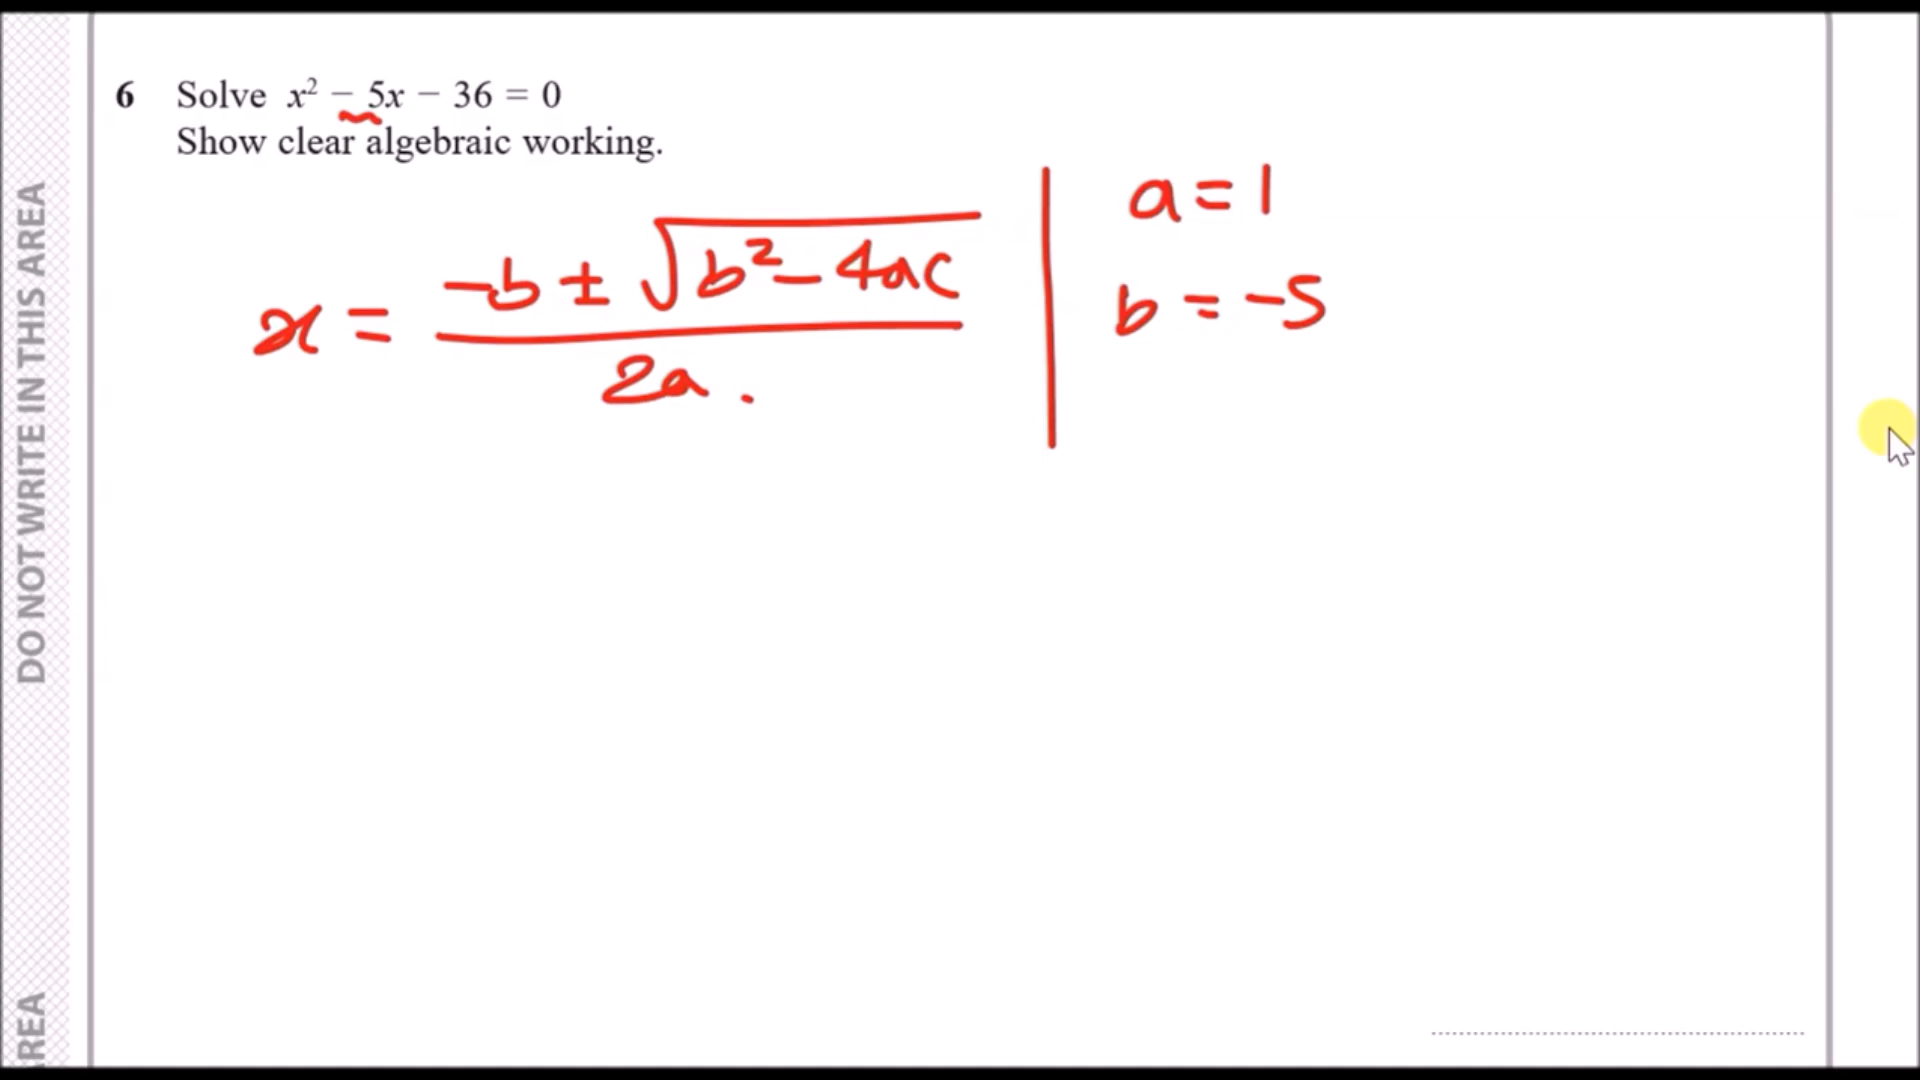 6 Solve x² − 5x − 36 = 0
Show clear algebraic working.
x = (-b ± √(b² - 4ac)) / 2a.
a = 1
b = -5
DO NOT WRITE IN THIS AREA
REA